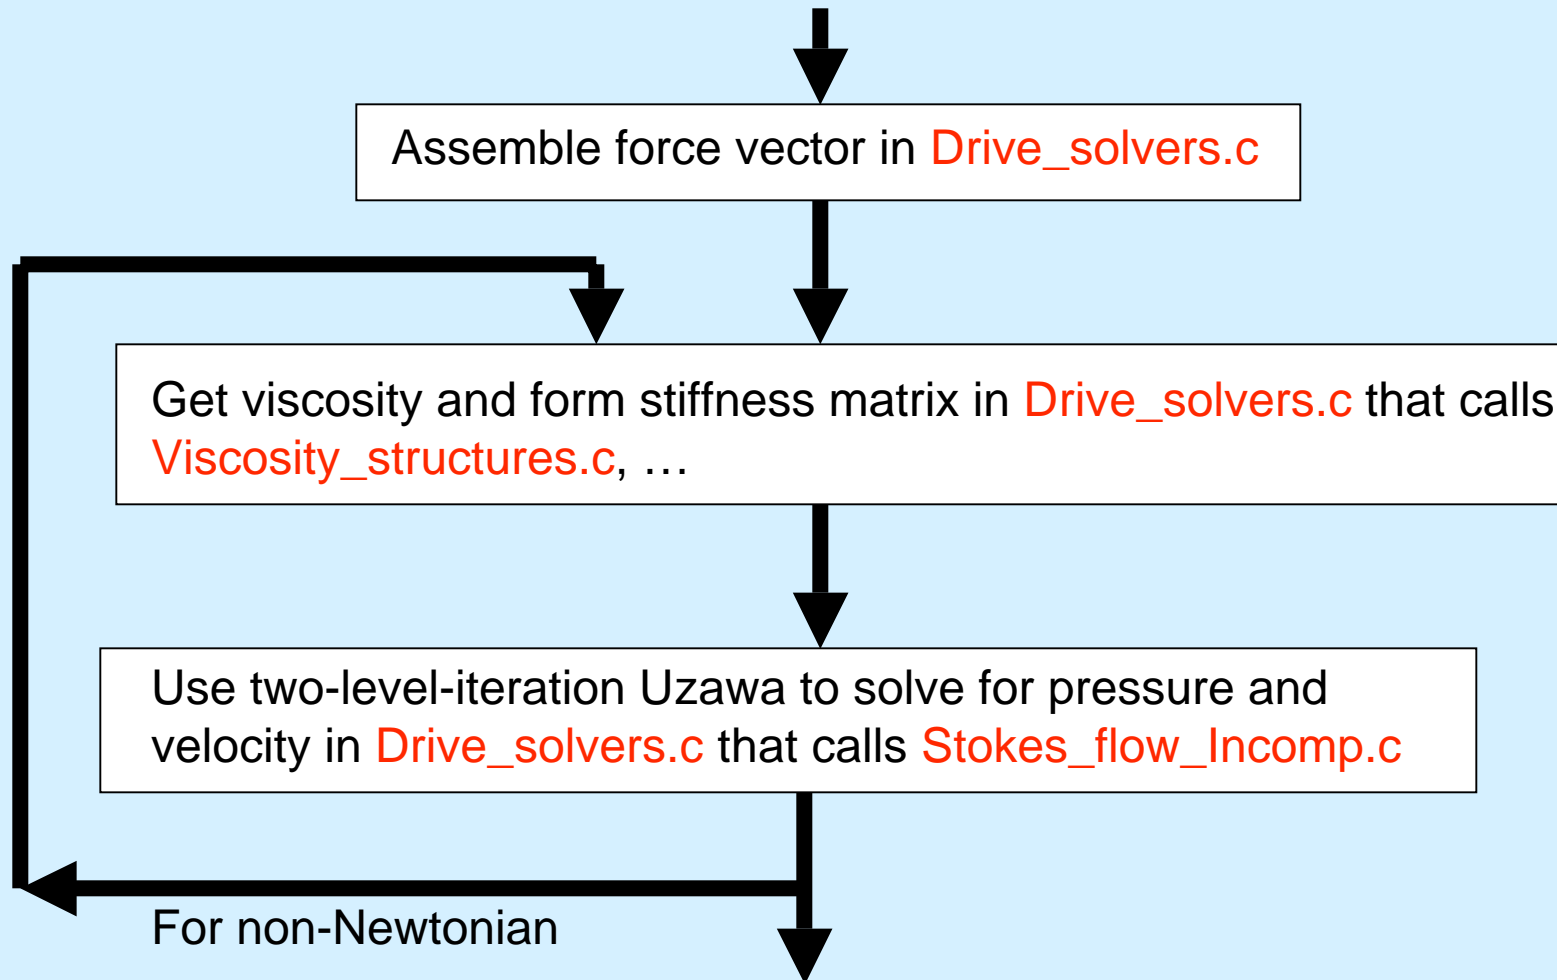 Assemble force vector in Drive_solvers.c
Get viscosity and form stiffness matrix in Drive_solvers.c that calls
Viscosity_structures.c, …
Use two-level-iteration Uzawa to solve for pressure and
velocity in Drive_solvers.c that calls Stokes_flow_Incomp.c
For non-Newtonian